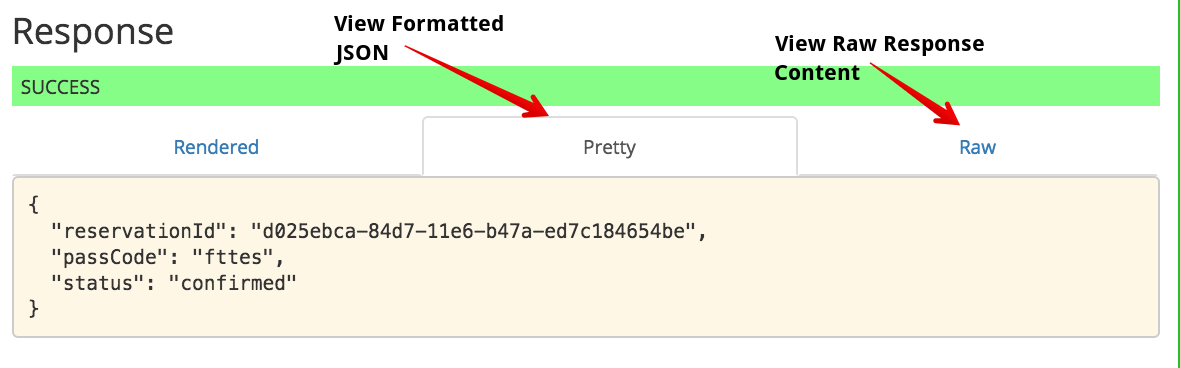 Response
View Formatted
JSON
View Raw Response
Content
SUCCESS
Rendered
Pretty
Raw
{
"reservationId": "d025ebca-84d7-11e6-b47a-ed7c184654be",
"passCode": "fttes",
"status": "confirmed"
}